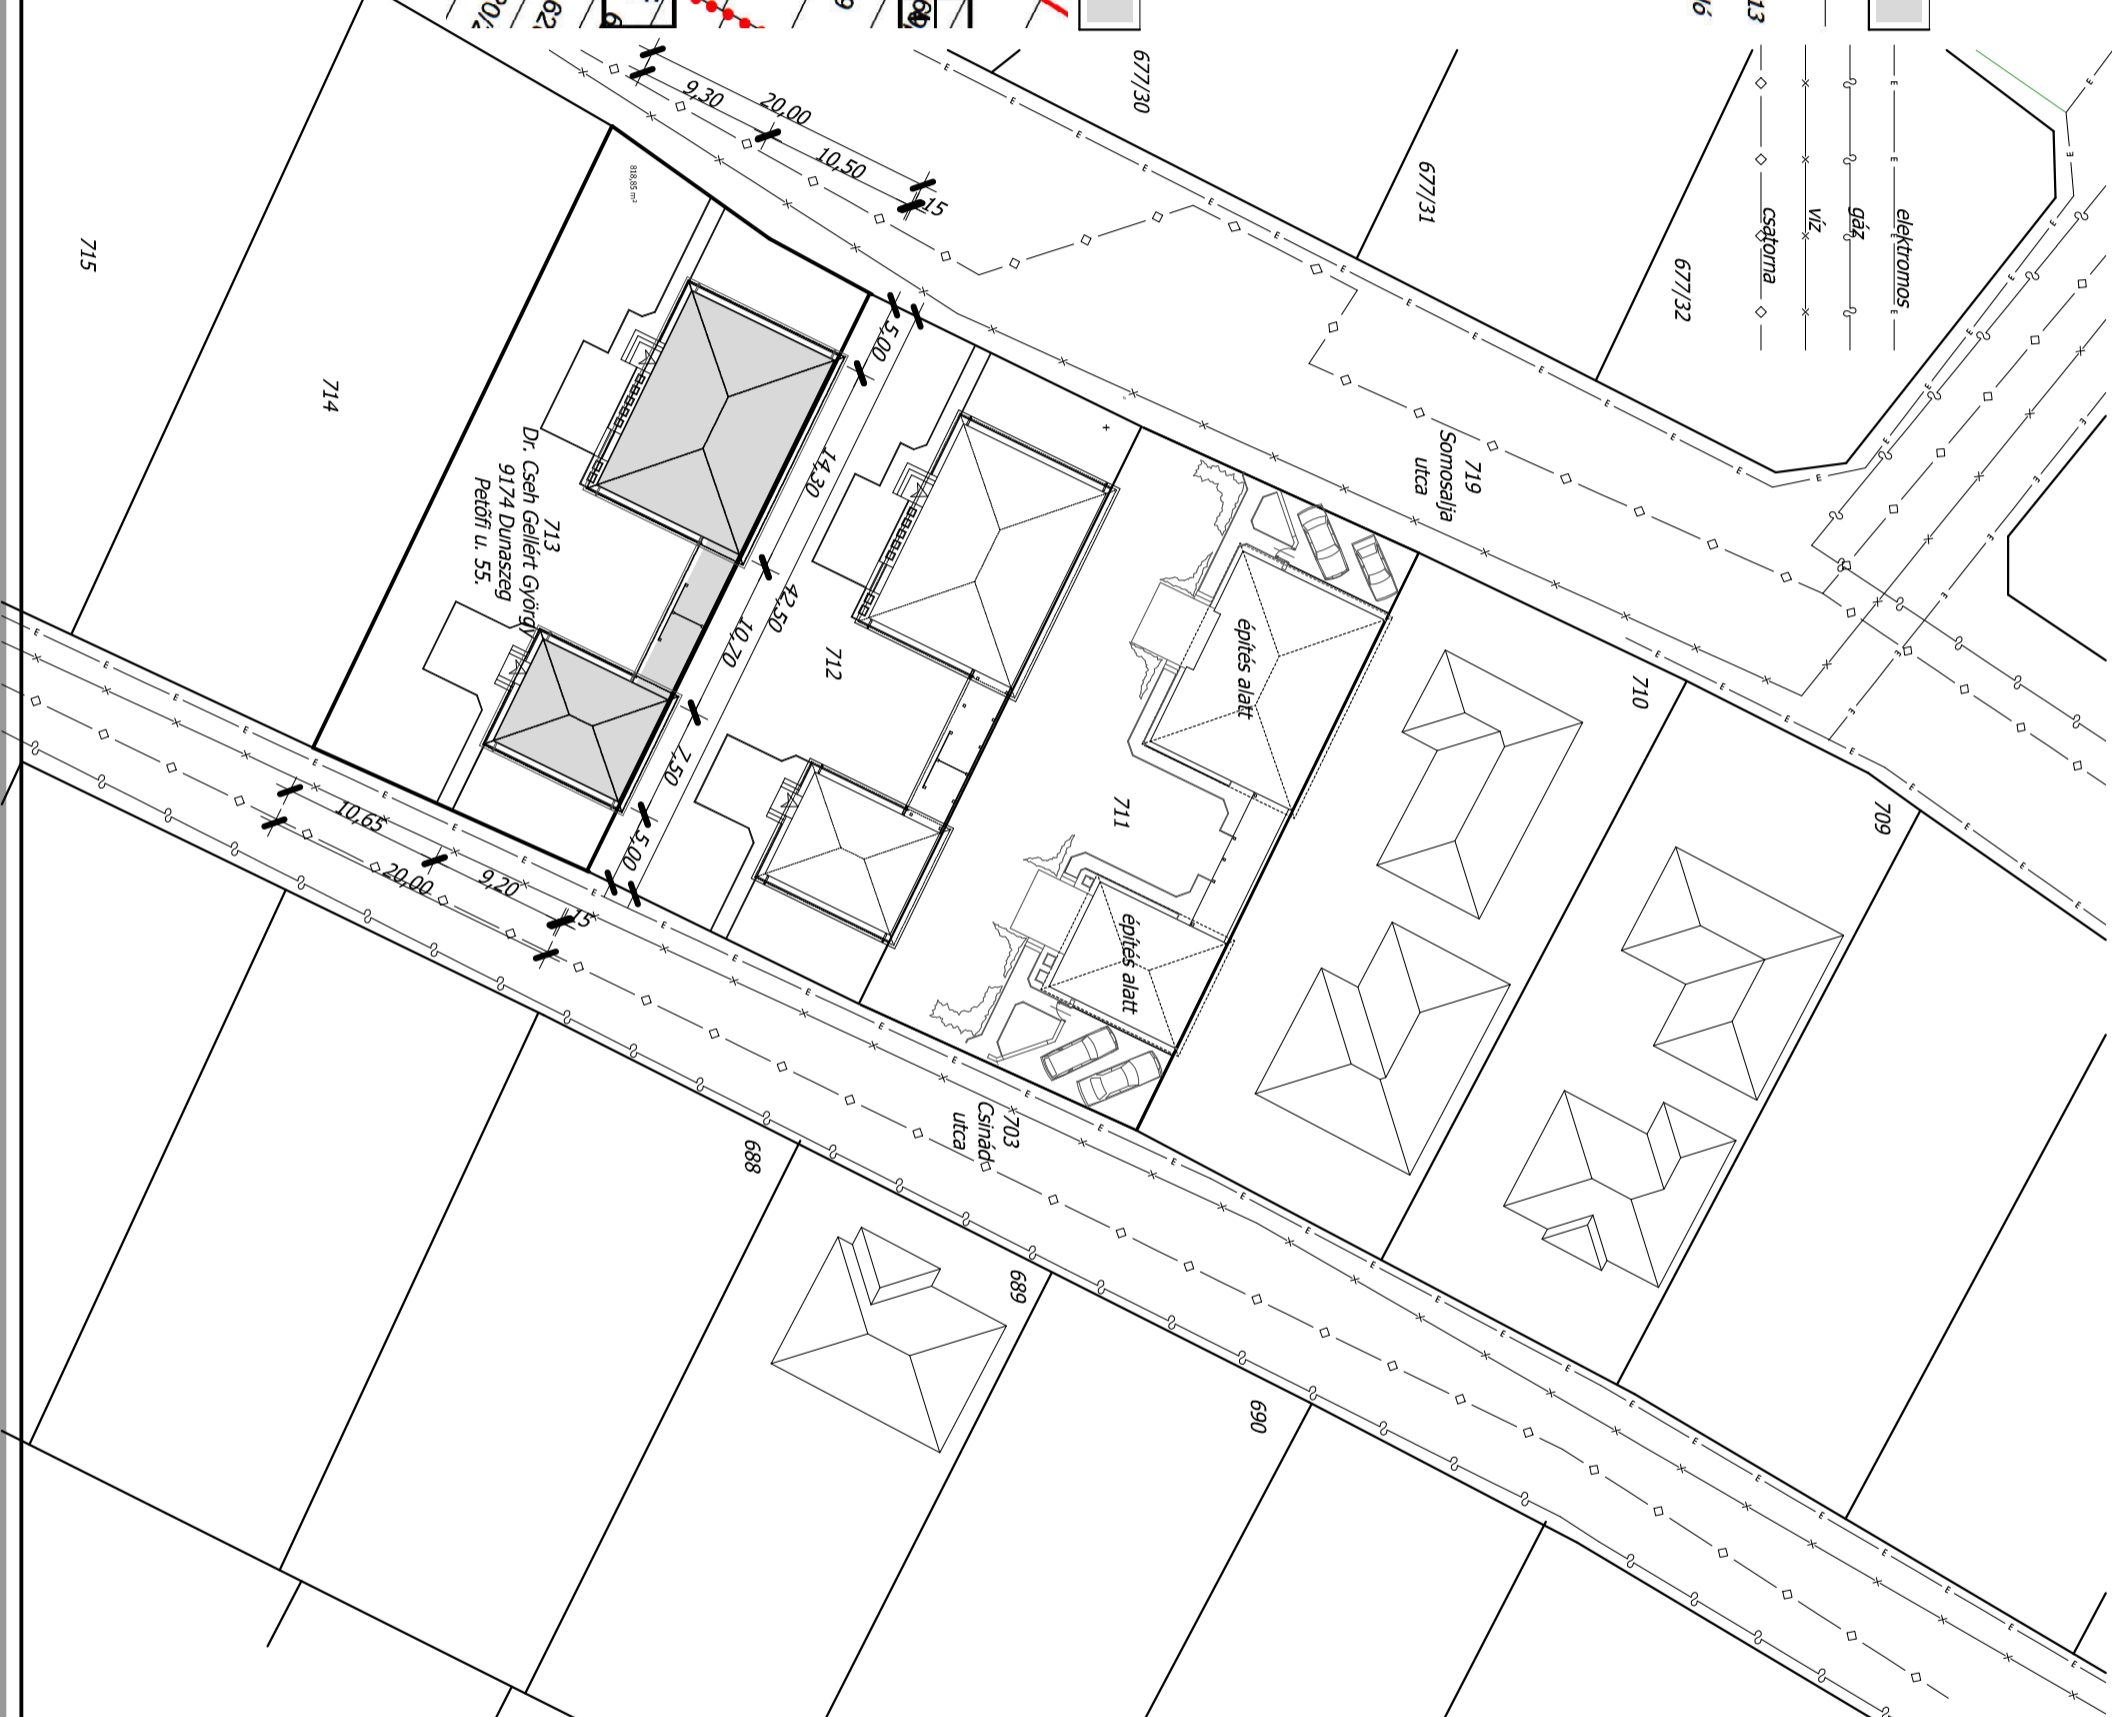 677/30
677/31
677/32
elektromos
gáz
víz
csatorna
9,30
20,00
10,50
15
818,85 m²
715
714
713
Dr. Cseh Gellért György
9174 Dunaszeg
Petőfi u. 55.
5,00
14,30
42,50
10,70
7,50
5,00
712
719
Somosalja
utca
építés alatt
711
építés alatt
710
709
10,65
20,00
9,20
15
703
Csinád
utca
688
689
690